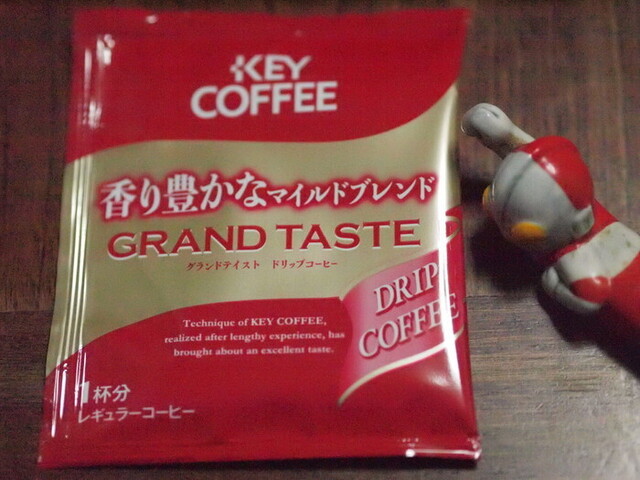 KEY
COFFEE
香り豊かなマイルドブレンド
GRAND TASTE
グランドテイスト ドリップコーヒー
DRIP
COFFEE
Technique of KEY COFFEE,
realized after lengthy experience, has
brought about an excellent taste.
1杯分
レギュラーコーヒー